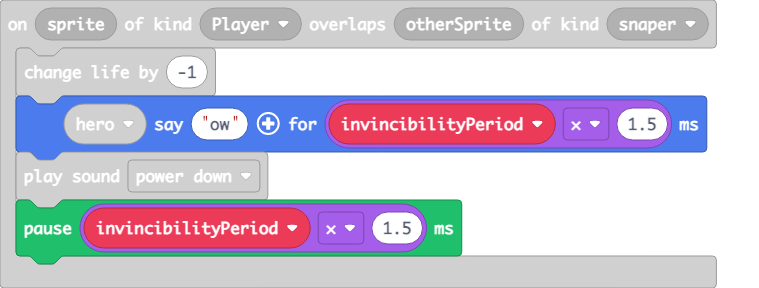 on sprite of kind Player overlaps otherSprite of kind snaper
change life by -1
hero say "ow" for invincibilityPeriod × 1.5 ms
play sound power down
pause invincibilityPeriod × 1.5 ms